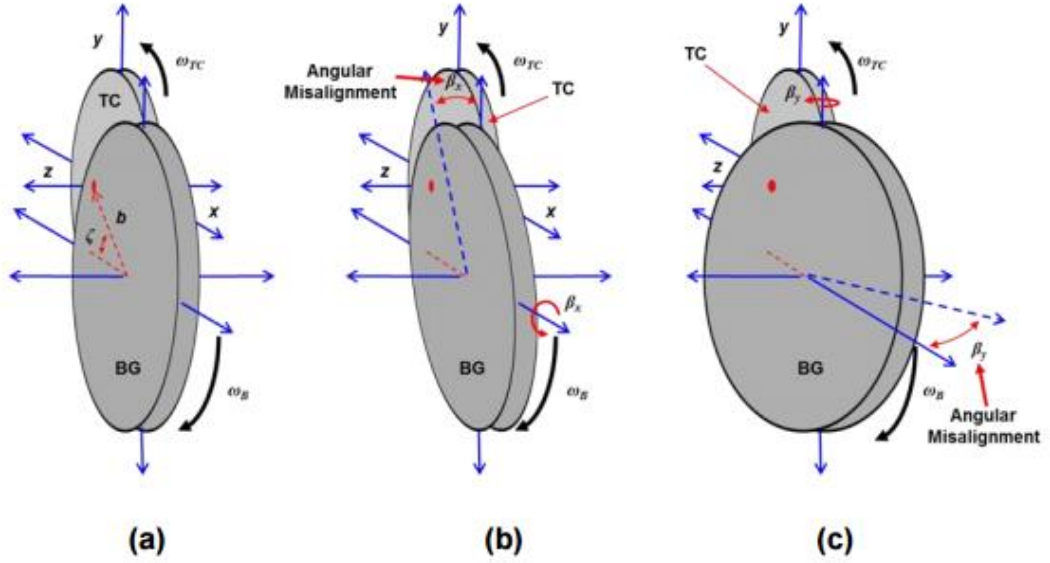 y
ω_TC
TC
z
x
b
ζ
BG
ω_B
(a)
y
ω_TC
Angular
Misalignment
β_x
TC
z
x
β_x
BG
ω_B
(b)
y
ω_TC
TC
β_y
z
β_y
BG
ω_B
Angular
Misalignment
(c)